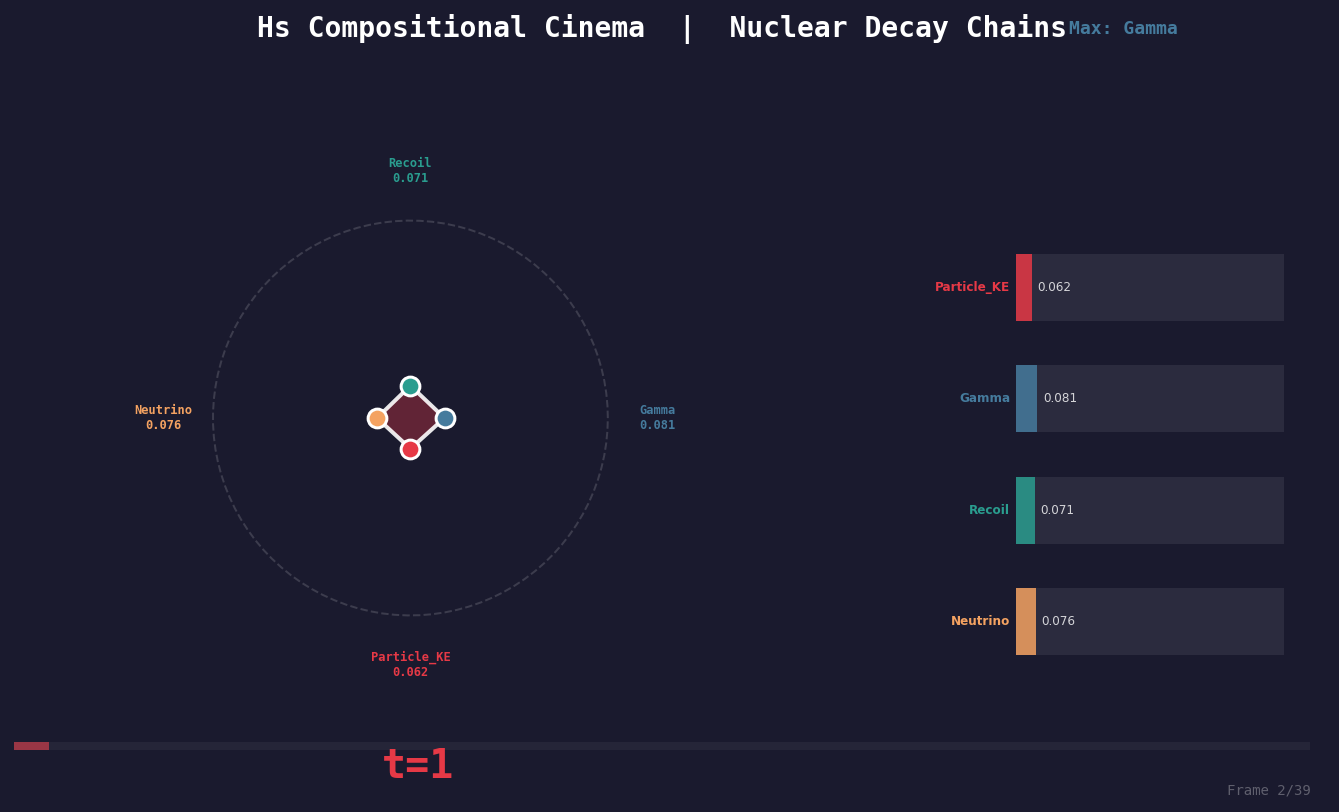 Hs Compositional Cinema | Nuclear Decay Chains
Max: Gamma
Recoil
0.071
Neutrino
0.076
Gamma
0.081
Particle_KE
0.062
Particle_KE 0.062
Gamma 0.081
Recoil 0.071
Neutrino 0.076
t=1
Frame 2/39